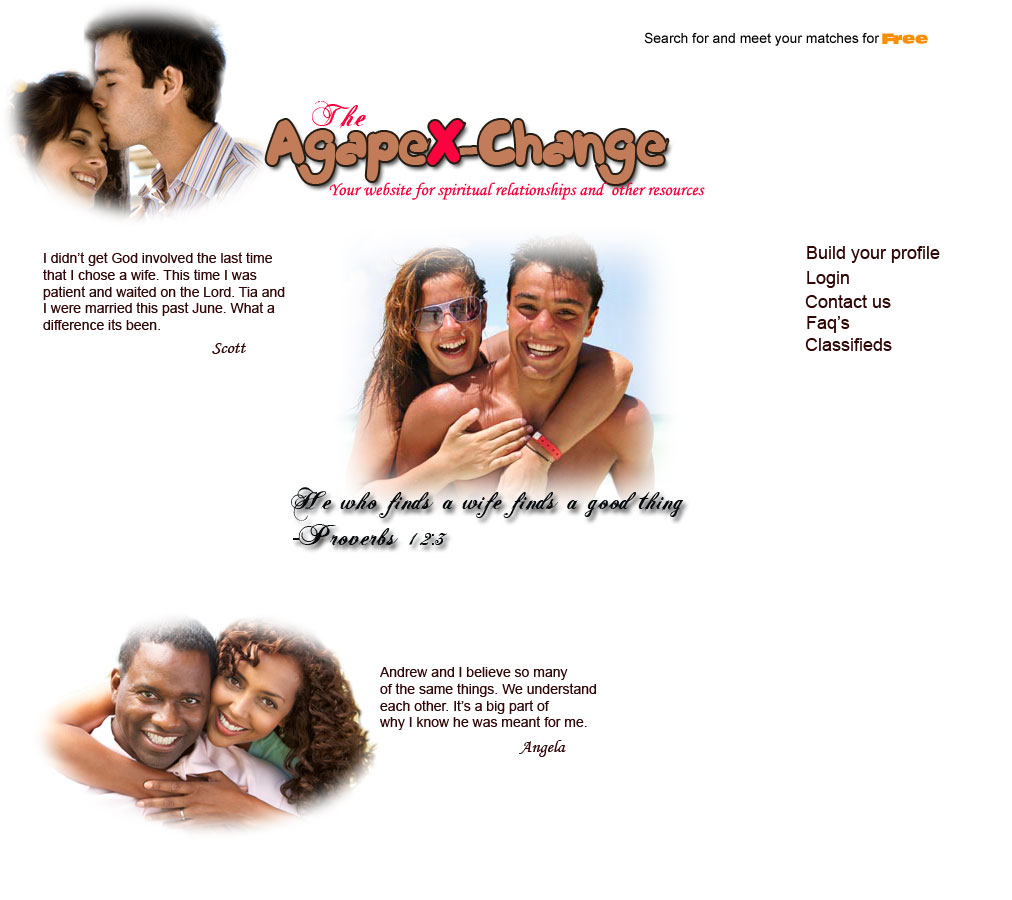 Search for and meet your matches for Free
The
AgapeX-Change
Your website for spiritual relationships and other resources
I didn’t get God involved the last time
that I chose a wife. This time I was
patient and waited on the Lord. Tia and
I were married this past June. What a
difference its been.
Scott
Build your profile
Login
Contact us
Faq’s
Classifieds
He who finds a wife finds a good thing
-Proverbs 12:3
Andrew and I believe so many
of the same things. We understand
each other. It’s a big part of
why I know he was meant for me.
Angela